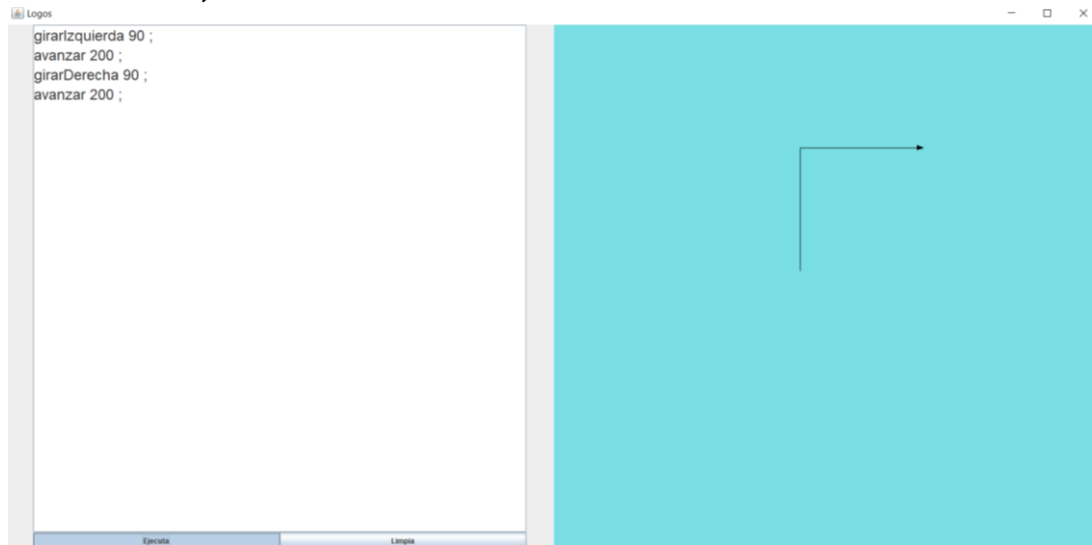 Logos
girarIzquierda 90 ;
avanzar 200 ;
girarDerecha 90 ;
avanzar 200 ;
Ejecuta
Limpia